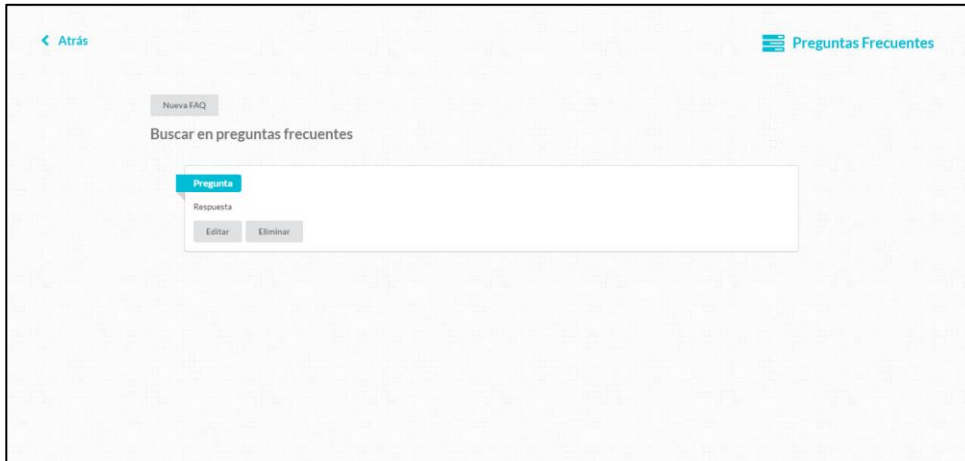 Atrás
Preguntas Frecuentes
Nueva FAQ
Buscar en preguntas frecuentes
Pregunta
Respuesta
Editar Eliminar